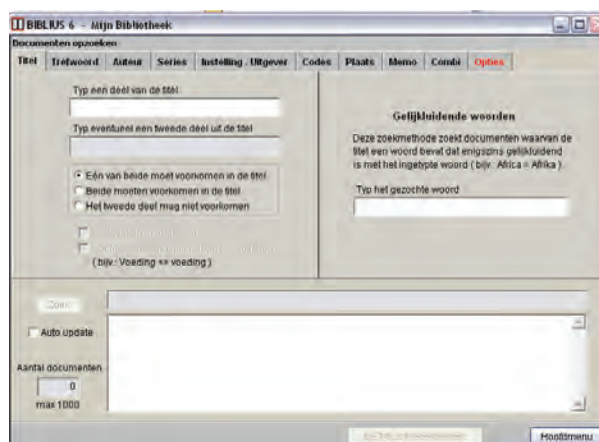 BIBLIUS 6 - Mijn Bibliotheek
Documenten opzoeken
Titel Trefwoord Auteur Series Instelling / Uitgever Codes Plaats Memo Combi Opties
Typ een deel van de titel
Typ eventueel een tweede deel uit de titel
Eén van beide moet voorkomen in de titel
Beide moeten voorkomen in de titel
Het tweede deel mag niet voorkomen
( bijv.: Voeding <> voeding )
Gelijkluidende woorden
Deze zoekmethode zoekt documenten waarvan de
titel een woord bevat dat enigszins gelijkluidend
is met het ingetypte woord ( bijv. Africa = Afrika ).
Typ het gezochte woord
Zoek
Auto update
Aantal documenten
0
max 1000
Hoofdmenu